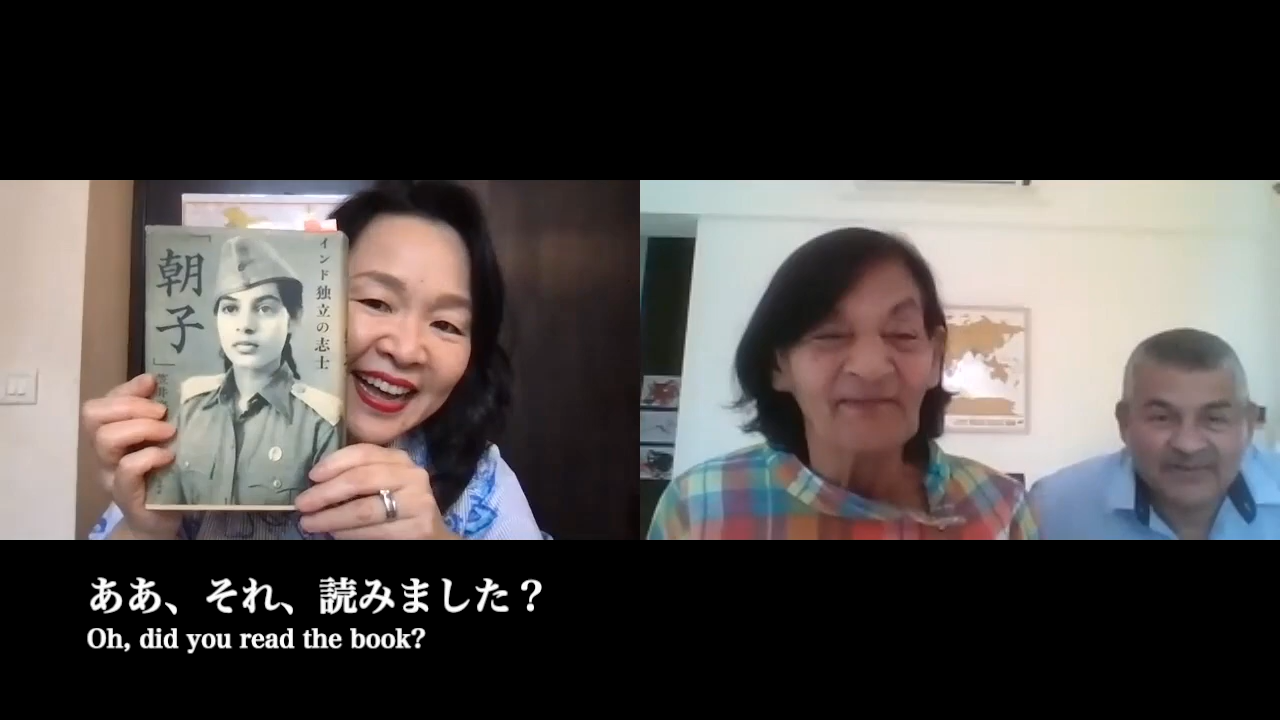 インド独立の志士
「朝子」
ああ、それ、読みました？
Oh, did you read the book?